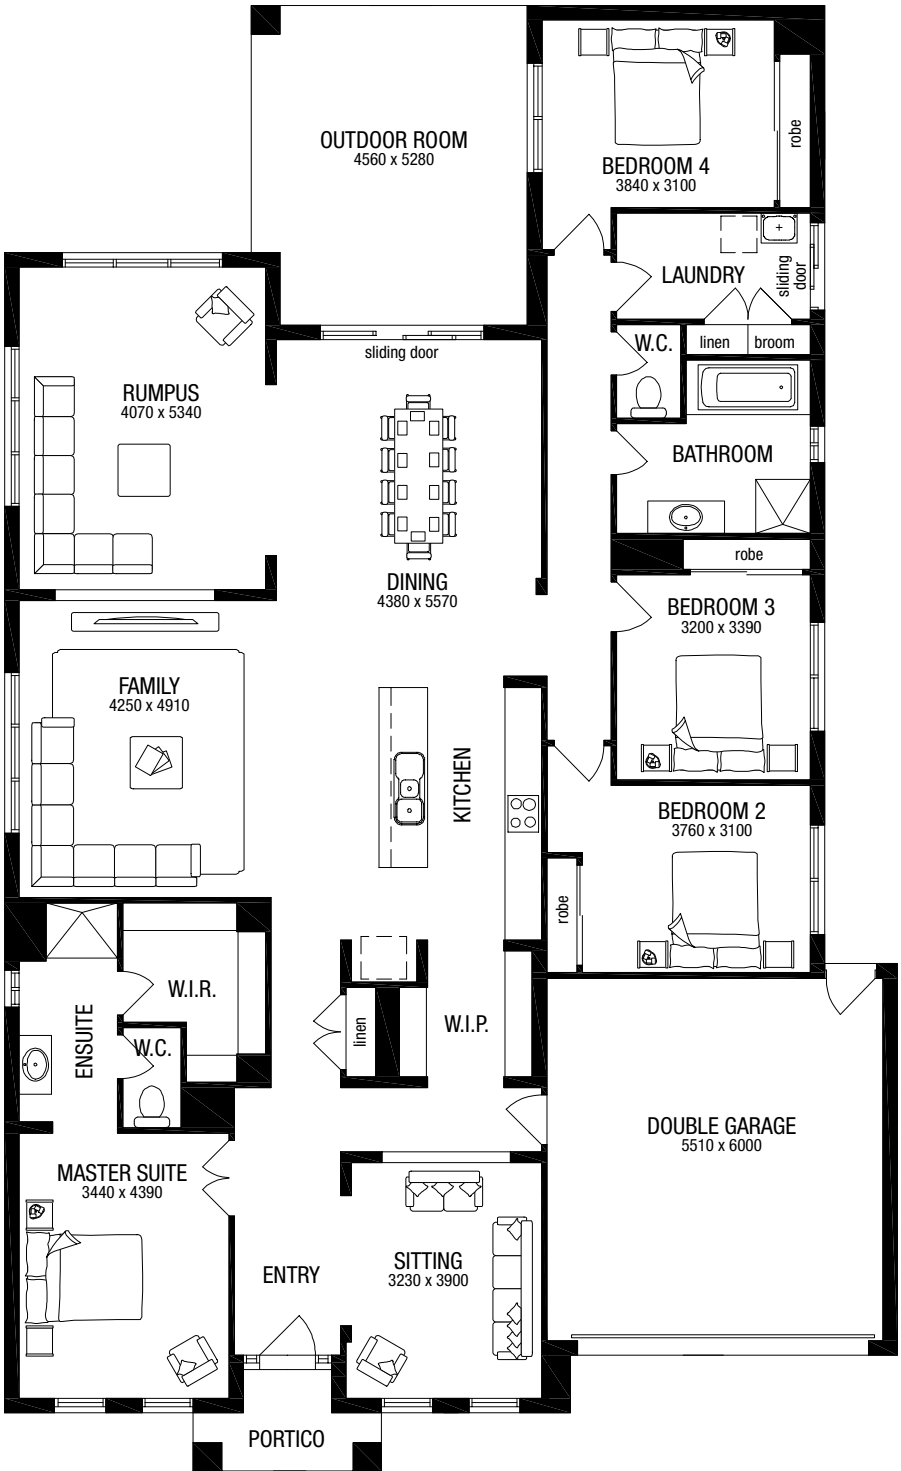 OUTDOOR ROOM
4560 x 5280
BEDROOM 4
3840 x 3100
robe
LAUNDRY
sliding
door
W.C.
linen
broom
sliding door
RUMPUS
4070 x 5340
BATHROOM
robe
DINING
4380 x 5570
BEDROOM 3
3200 x 3390
FAMILY
4250 x 4910
KITCHEN
BEDROOM 2
3760 x 3100
robe
W.I.R.
ENSUITE
W.C.
linen
W.I.P.
DOUBLE GARAGE
5510 x 6000
MASTER SUITE
3440 x 4390
ENTRY
SITTING
3230 x 3900
PORTICO